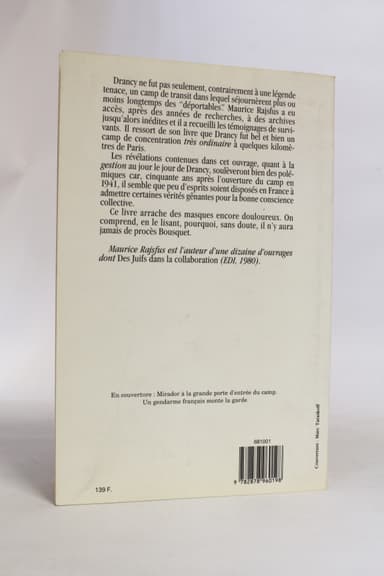 Drancy ne fut pas seulement, contrairement à une légende
tenace, un camp de transit dans lequel séjournèrent plus ou
moins longtemps des "déportables". Maurice Rajsfus a eu
accès, après des années de recherches, à des archives
jusqu'alors inédites et il a recueilli les témoignages de survi-
vants. Il ressort de son livre que Drancy fut bel et bien un
camp de concentration très ordinaire à quelques kilomè-
tres de Paris.
Les révélations contenues dans cet ouvrage, quant à la
gestion au jour le jour de Drancy, soulèveront bien des polé-
miques car, cinquante ans après l'ouverture du camp en
1941, il semble que peu d'esprits soient disposés en France à
admettre certaines vérités gênantes pour la bonne conscience
collective.
Ce livre arrache des masques encore douloureux. On
comprend, en le lisant, pourquoi, sans doute, il n'y aura
jamais de procès Bousquet.
Maurice Rajsfus est l'auteur d'une dizaine d'ouvrages
dont Des Juifs dans la collaboration (EDI, 1980).
En couverture : Mirador à la grande porte d'entrée du camp.
Un gendarme français monte la garde
Couverture : Marc
881001
9 782878 960198
139 F.